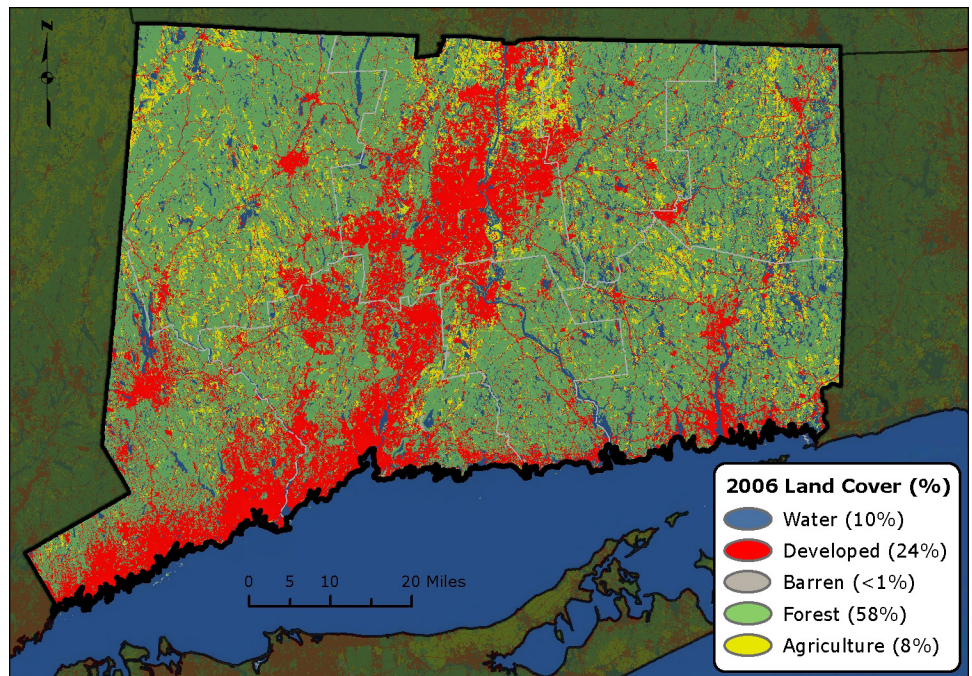 N
0 5 10 20 Miles
2006 Land Cover (%)
Water (10%)
Developed (24%)
Barren (<1%)
Forest (58%)
Agriculture (8%)